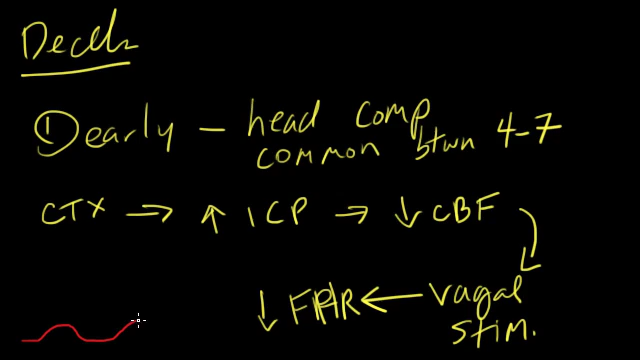 Decels
① early – head comp
common btwn 4-7
CTX → ↑ ICP → ↓ CBF
↓ FHR ← vagal
stim.